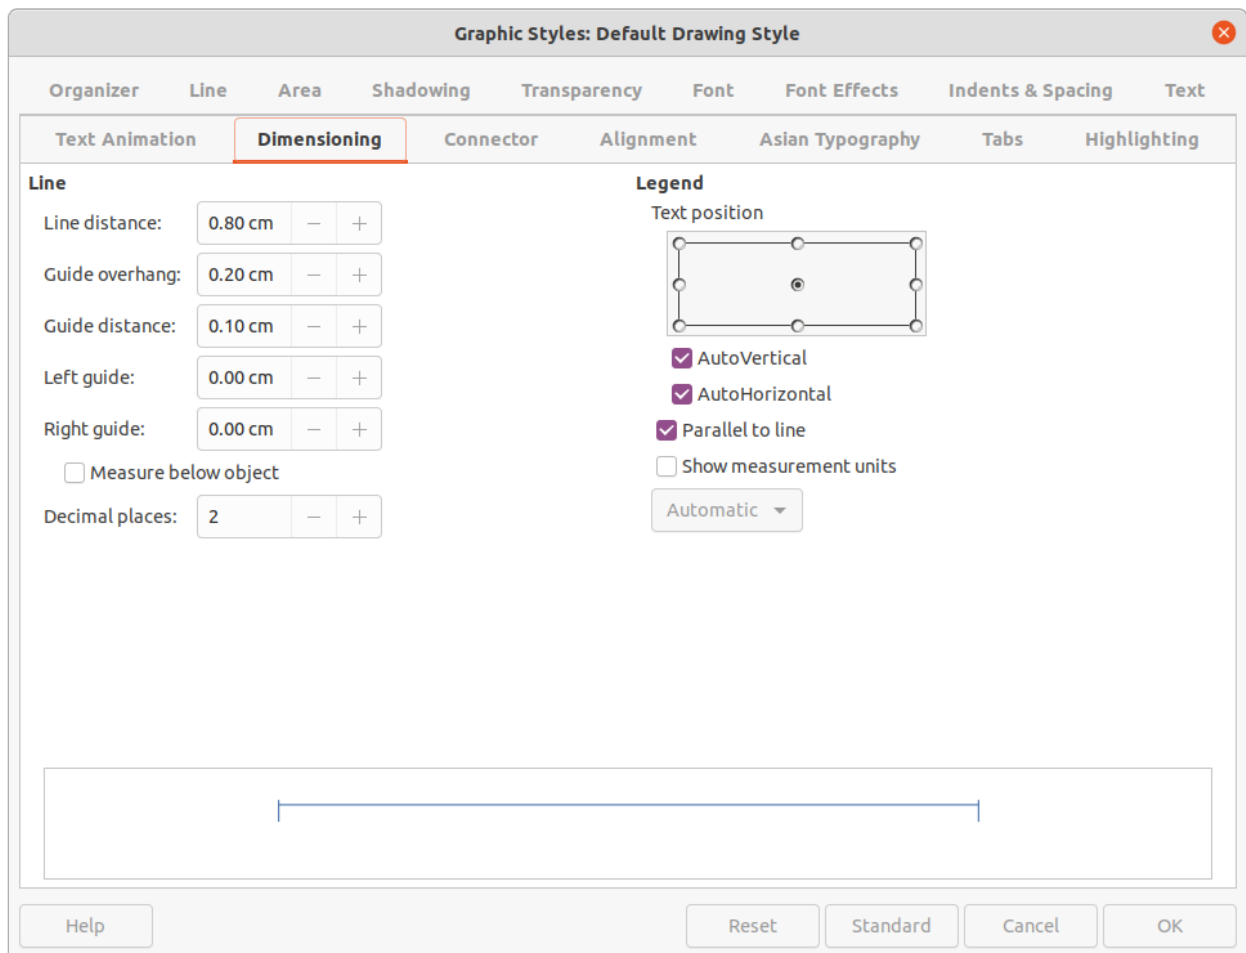 Graphic Styles: Default Drawing Style
Organizer Line Area Shadowing Transparency Font Font Effects Indents & Spacing Text
Text Animation Dimensioning Connector Alignment Asian Typography Tabs Highlighting
Line
Line distance: 0.80 cm
Guide overhang: 0.20 cm
Guide distance: 0.10 cm
Left guide: 0.00 cm
Right guide: 0.00 cm
Measure below object
Decimal places: 2
Legend
Text position
AutoVertical
AutoHorizontal
Parallel to line
Show measurement units
Automatic
Help Reset Standard Cancel OK